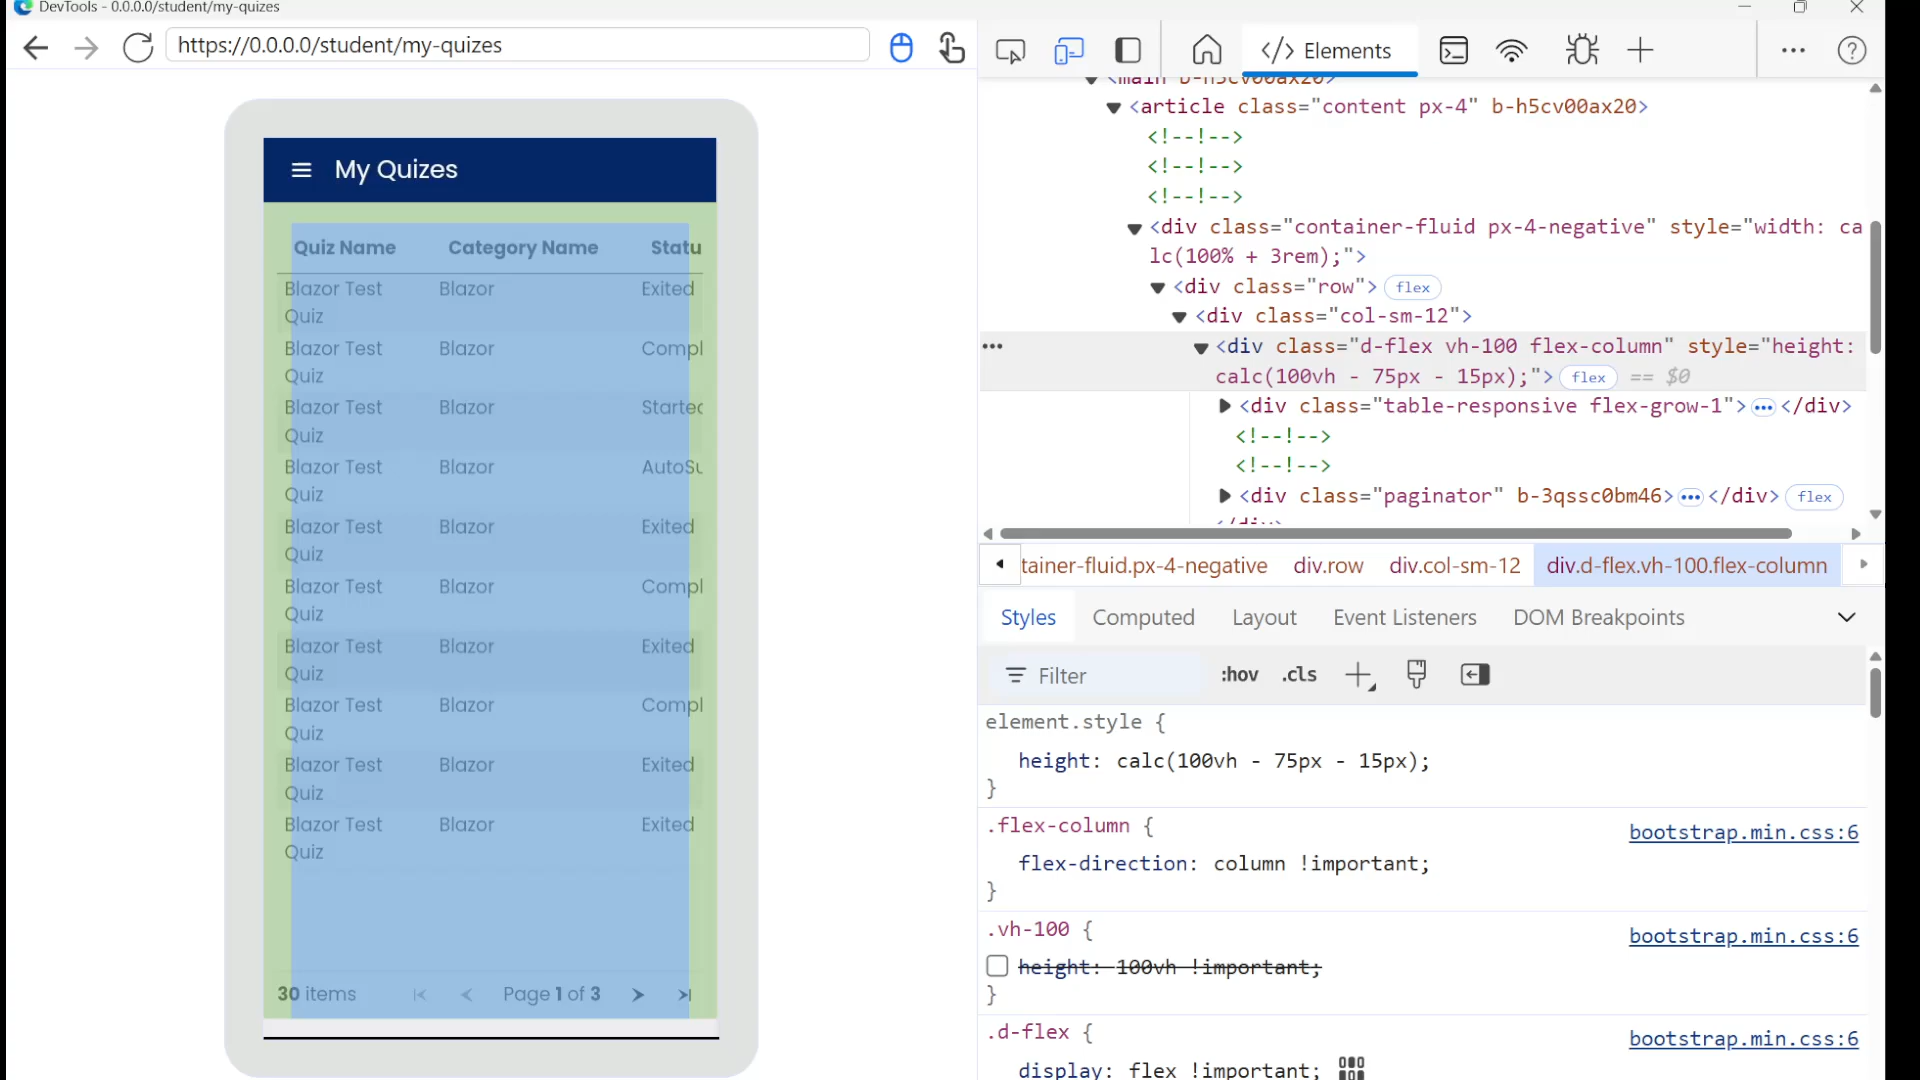 DevTools - 0.0.0.0/student/my-quizes
https://0.0.0.0/student/my-quizes
My Quizes
Quiz Name Category Name Statu
Blazor Test Quiz Blazor Exited
Blazor Test Quiz Blazor Compl
Blazor Test Quiz Blazor Started
Blazor Test Quiz Blazor AutoSu
Blazor Test Quiz Blazor Exited
Blazor Test Quiz Blazor Compl
Blazor Test Quiz Blazor Exited
Blazor Test Quiz Blazor Compl
Blazor Test Quiz Blazor Exited
Blazor Test Quiz Blazor Exited
30 items Page 1 of 3
Elements
<main b-h5cv00ax20>
<article class="content px-4" b-h5cv00ax20>
<!--!-->
<!--!-->
<!--!-->
<div class="container-fluid px-4-negative" style="width: ca
lc(100% + 3rem);">
<div class="row"> flex
<div class="col-sm-12">
<div class="d-flex vh-100 flex-column" style="height:
calc(100vh - 75px - 15px);"> flex == $0
<div class="table-responsive flex-grow-1"> ••• </div>
<!--!-->
<!--!-->
<div class="paginator" b-3qssc0bm46> ••• </div> flex
</div>
tainer-fluid.px-4-negative div.row div.col-sm-12 div.d-flex.vh-100.flex-column
Styles Computed Layout Event Listeners DOM Breakpoints
Filter :hov .cls
element.style {
height: calc(100vh - 75px - 15px);
}
.flex-column { bootstrap.min.css:6
flex-direction: column !important;
}
.vh-100 { bootstrap.min.css:6
height: 100vh !important;
}
.d-flex { bootstrap.min.css:6
display: flex !important;